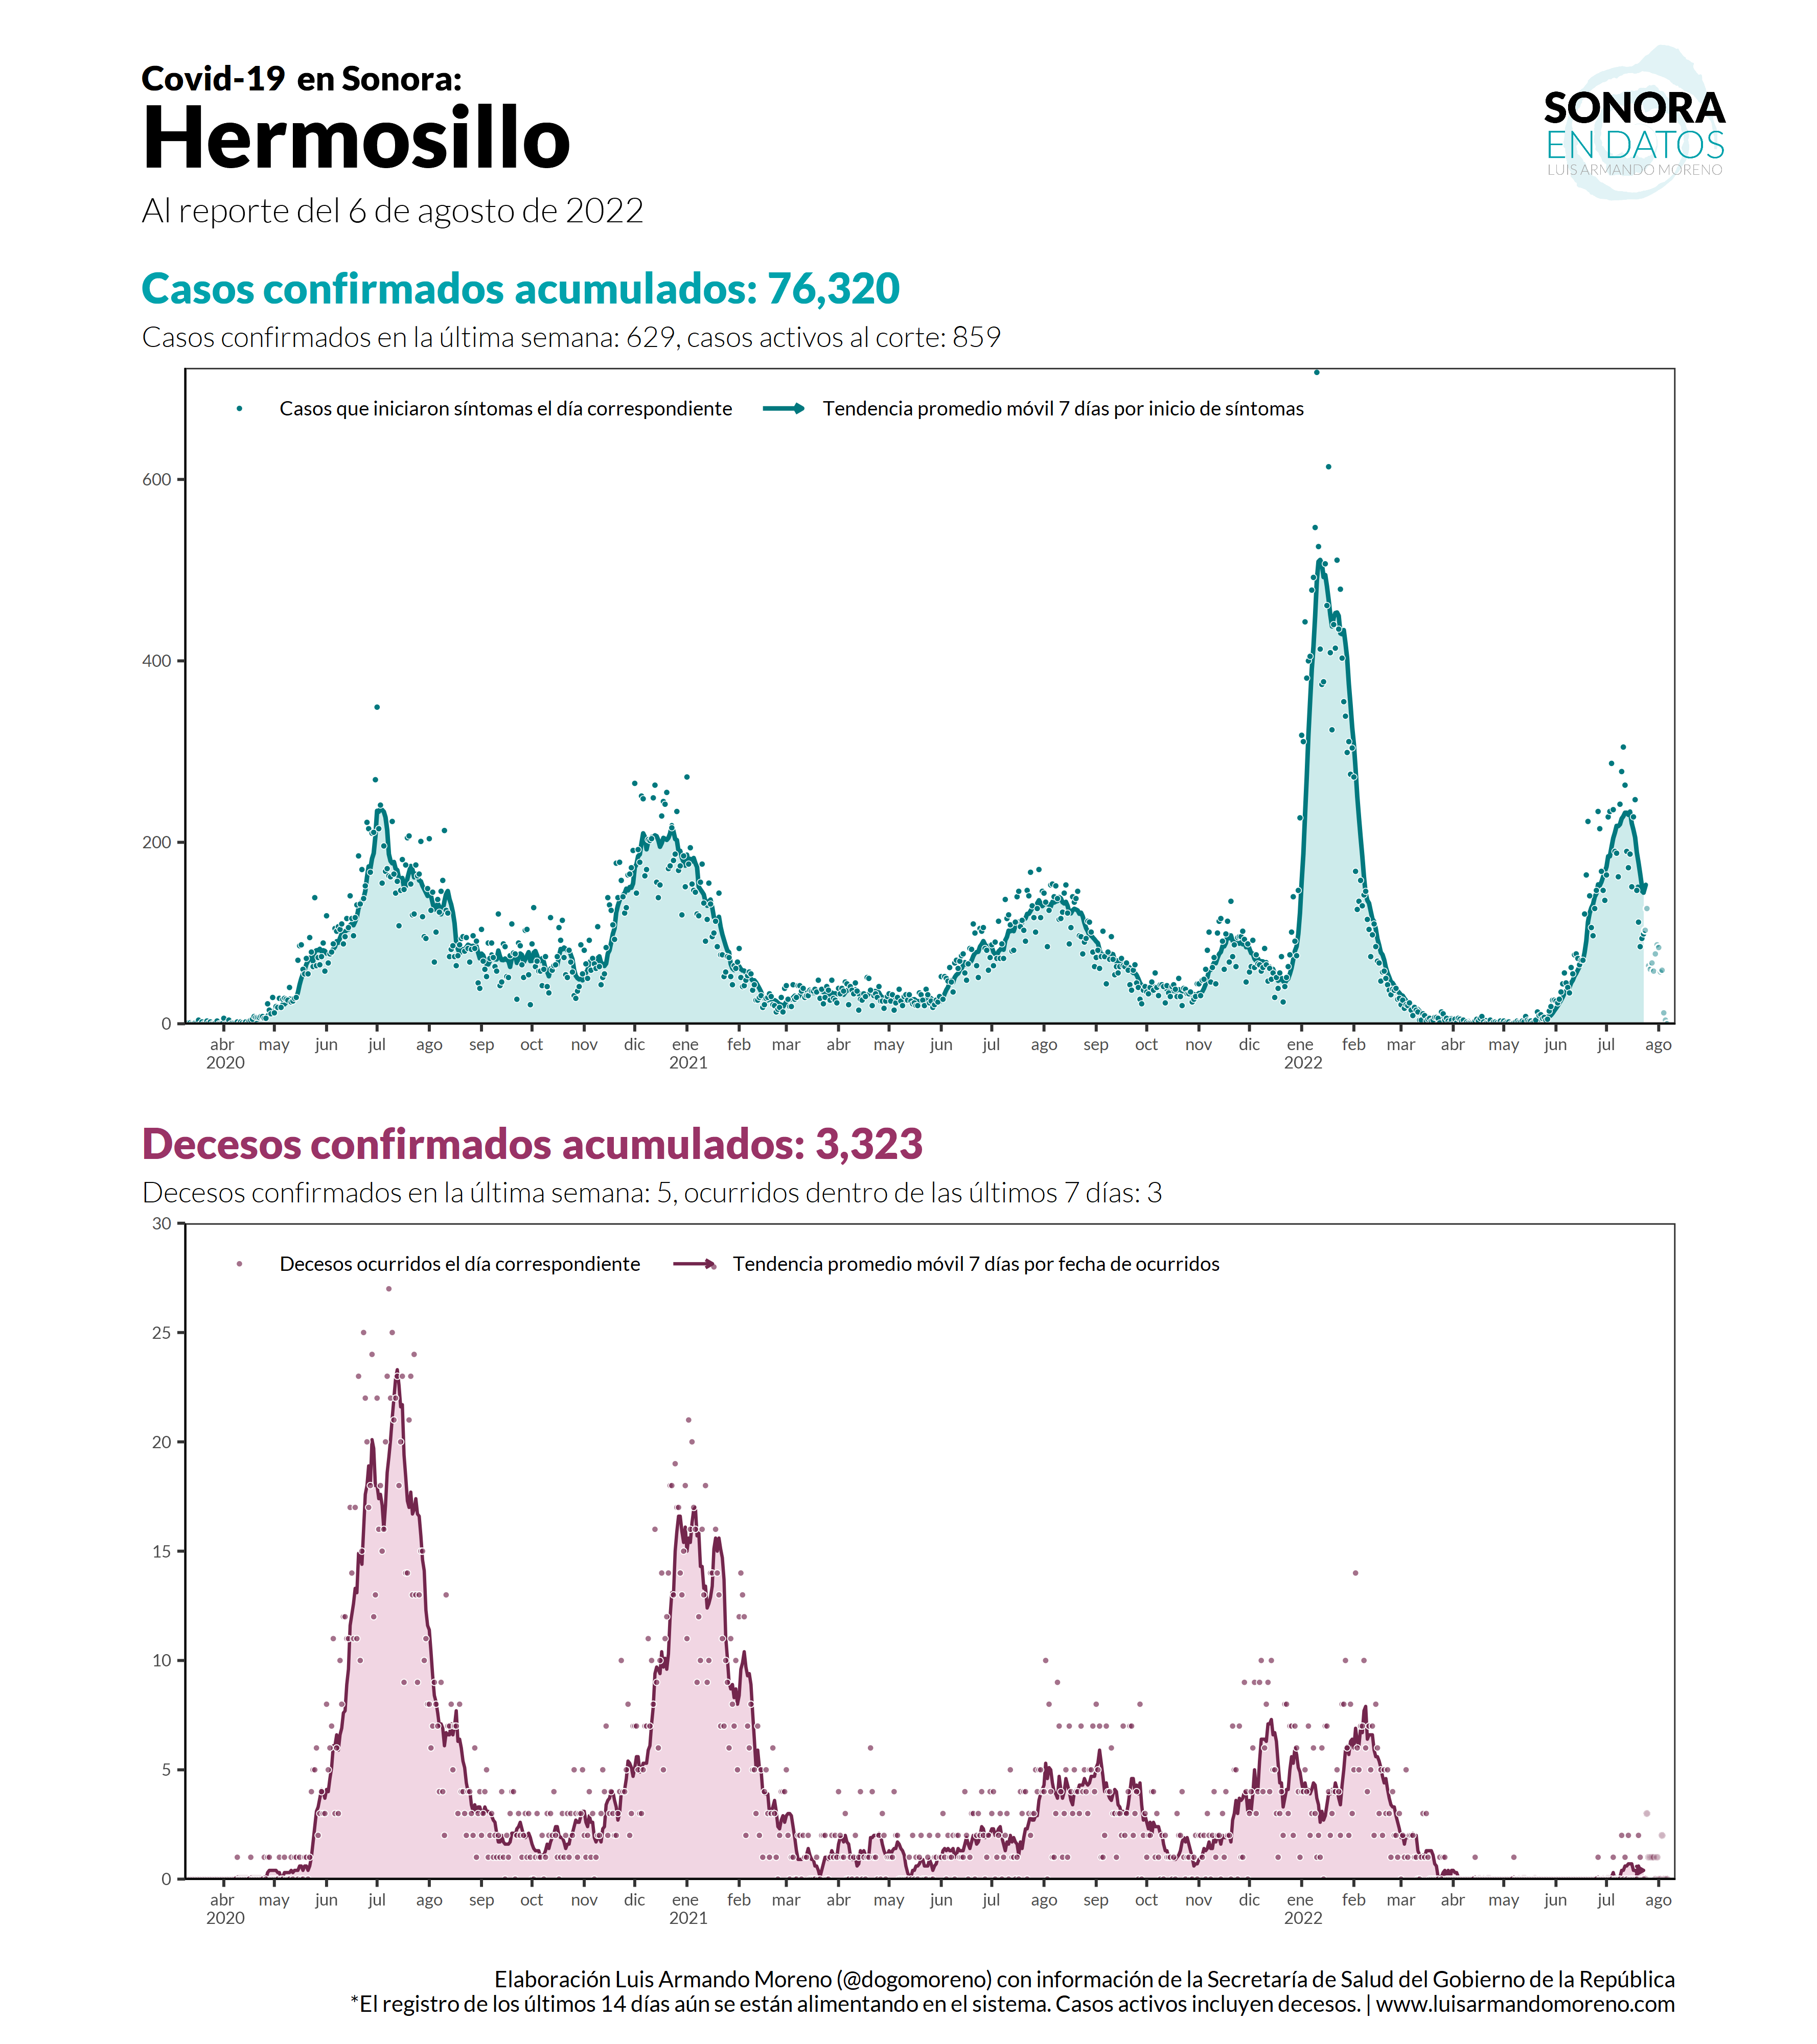 Covid-19 en Sonora:
Hermosillo
Al reporte del 6 de agosto de 2022
SONORA
EN DATOS
LUIS ARMANDO MORENO
Casos confirmados acumulados: 76,320
Casos confirmados en la última semana: 629, casos activos al corte: 859
Casos que iniciaron síntomas el día correspondiente
Tendencia promedio móvil 7 días por inicio de síntomas
600
400
200
0
abr may jun jul ago sep oct nov dic ene feb mar abr may jun jul ago sep oct nov dic ene feb mar abr may jun jul ago
2020 2021 2022
Decesos confirmados acumulados: 3,323
Decesos confirmados en la última semana: 5, ocurridos dentro de las últimos 7 días: 3
Decesos ocurridos el día correspondiente
Tendencia promedio móvil 7 días por fecha de ocurridos
30
25
20
15
10
5
0
abr may jun jul ago sep oct nov dic ene feb mar abr may jun jul ago sep oct nov dic ene feb mar abr may jun jul ago
2020 2021 2022
Elaboración Luis Armando Moreno (@dogomoreno) con información de la Secretaría de Salud del Gobierno de la República
*El registro de los últimos 14 días aún se están alimentando en el sistema. Casos activos incluyen decesos. | www.luisarmandomoreno.com